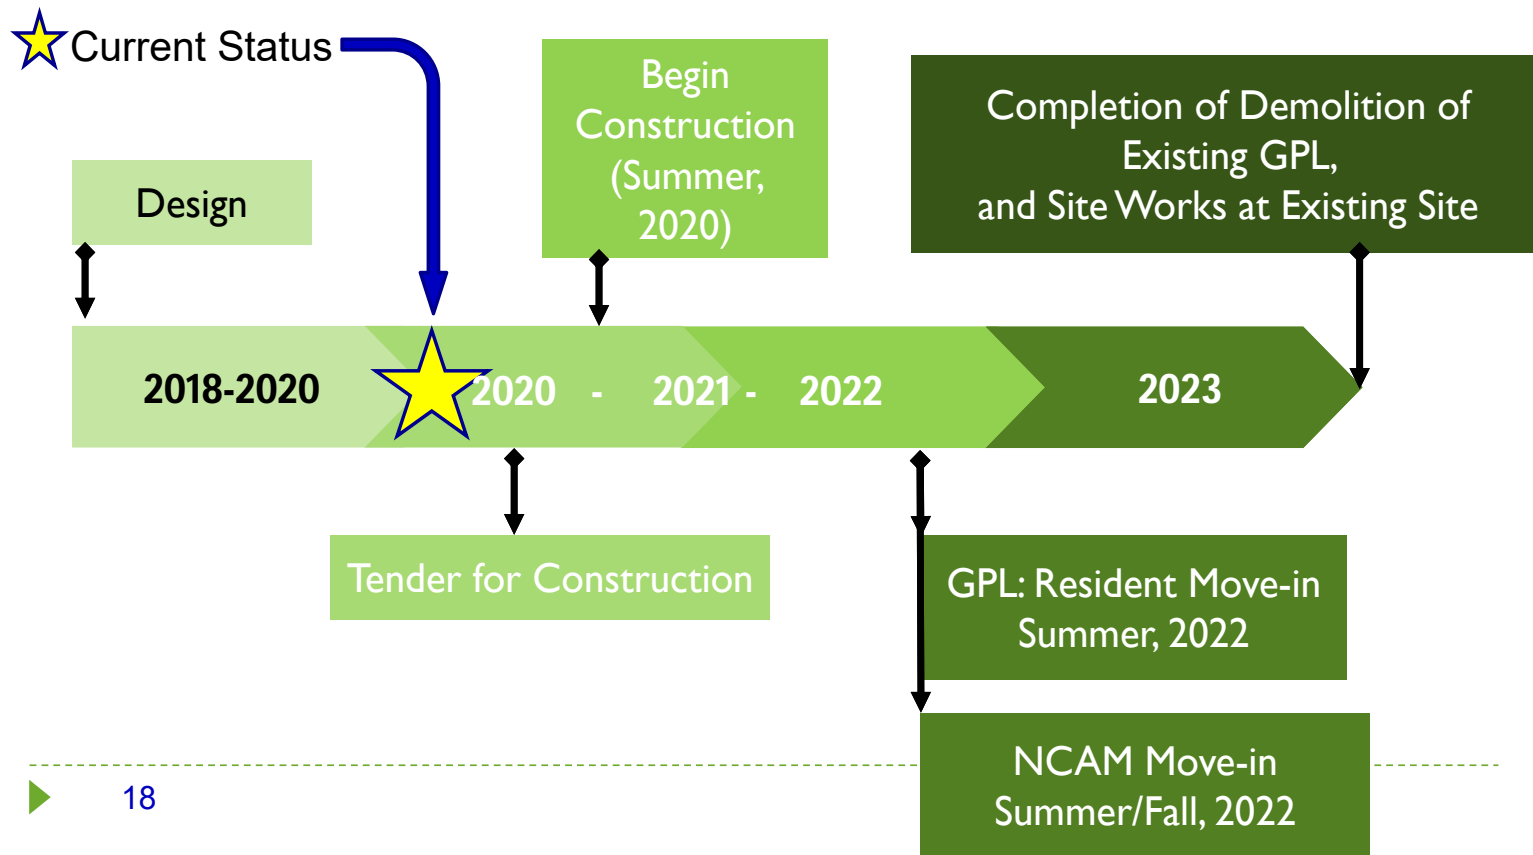 Current Status
Begin
Construction
(Summer,
2020)
Completion of Demolition of
Existing GPL,
and Site Works at Existing Site
Design
2018-2020
2020 - 2021 - 2022
2023
Tender for Construction
GPL: Resident Move-in
Summer, 2022
NCAM Move-in
Summer/Fall, 2022
18